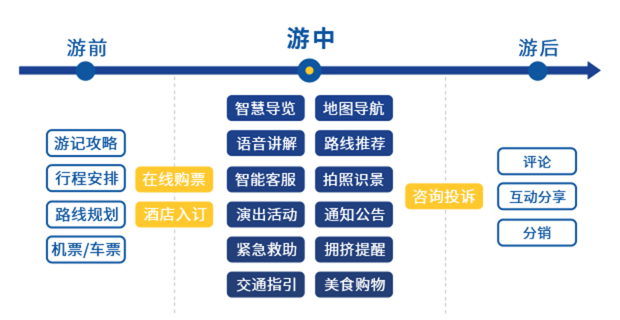 游前
游中
游后
游记攻略
行程安排
路线规划
机票/车票
在线购票
酒店入订
智慧导览
地图导航
语音讲解
路线推荐
智能客服
拍照识景
演出活动
通知公告
紧急救助
拥挤提醒
交通指引
美食购物
咨询投诉
评论
互动分享
分销